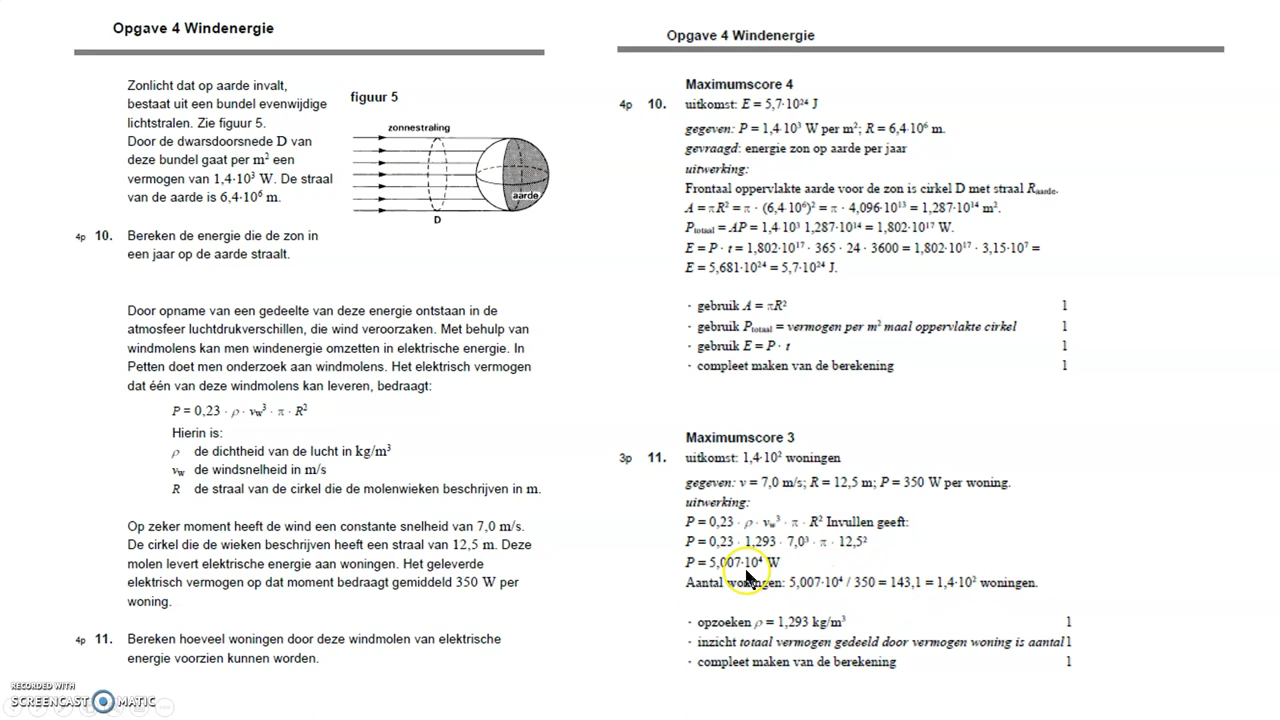 Opgave 4 Windenergie
Zonlicht dat op aarde invalt,
bestaat uit een bundel evenwijdige
lichtstralen. Zie figuur 5.
Door de dwarsdoorsnede D van
deze bundel gaat per m² een
vermogen van 1,4·10³ W. De straal
van de aarde is 6,4·10⁶ m.
figuur 5
zonnestraling
aarde
D
4p 10. Bereken de energie die de zon in
een jaar op de aarde straalt.
Door opname van een gedeelte van deze energie ontstaan in de
atmosfeer luchtdrukverschillen, die wind veroorzaken. Met behulp van
windmolens kan men windenergie omzetten in elektrische energie. In
Petten doet men onderzoek aan windmolens. Het elektrisch vermogen
dat één van deze windmolens kan leveren, bedraagt:
P = 0,23 · ρ · v_w³ · π · R²
Hierin is:
ρ de dichtheid van de lucht in kg/m³
v_w de windsnelheid in m/s
R de straal van de cirkel die de molenwieken beschrijven in m.
Op zeker moment heeft de wind een constante snelheid van 7,0 m/s.
De cirkel die de wieken beschrijven heeft een straal van 12,5 m. Deze
molen levert elektrische energie aan woningen. Het geleverde
elektrisch vermogen op dat moment bedraagt gemiddeld 350 W per
woning.
4p 11. Bereken hoeveel woningen door deze windmolen van elektrische
energie voorzien kunnen worden.
RECORDED WITH
SCREENCAST MATIC
Opgave 4 Windenergie
Maximumscore 4
4p 10. uitkomst: E = 5,7·10²⁴ J
gegeven: P = 1,4·10³ W per m²; R = 6,4·10⁶ m.
gevraagd: energie zon op aarde per jaar
uitwerking:
Frontaal oppervlakte aarde voor de zon is cirkel D met straal R_aarde.
A = πR² = π · (6,4·10⁶)² = π · 4,096·10¹³ = 1,287·10¹⁴ m².
P_totaal = AP = 1,4·10³ 1,287·10¹⁴ = 1,802·10¹⁷ W.
E = P · t = 1,802·10¹⁷ · 365 · 24 · 3600 = 1,802·10¹⁷ · 3,15·10⁷ =
E = 5,681·10²⁴ = 5,7·10²⁴ J.
· gebruik A = πR² 1
· gebruik P_totaal = vermogen per m² maal oppervlakte cirkel 1
· gebruik E = P · t 1
· compleet maken van de berekening 1
Maximumscore 3
3p 11. uitkomst: 1,4·10² woningen
gegeven: v = 7,0 m/s; R = 12,5 m; P = 350 W per woning.
uitwerking:
P = 0,23 · ρ · v_w³ · π · R² Invullen geeft:
P = 0,23 · 1,293 · 7,0³ · π · 12,5²
P = 5,007·10⁴ W
Aantal woningen: 5,007·10⁴ / 350 = 143,1 = 1,4·10² woningen.
· opzoeken ρ = 1,293 kg/m³ 1
· inzicht totaal vermogen gedeeld door vermogen woning is aantal 1
· compleet maken van de berekening 1